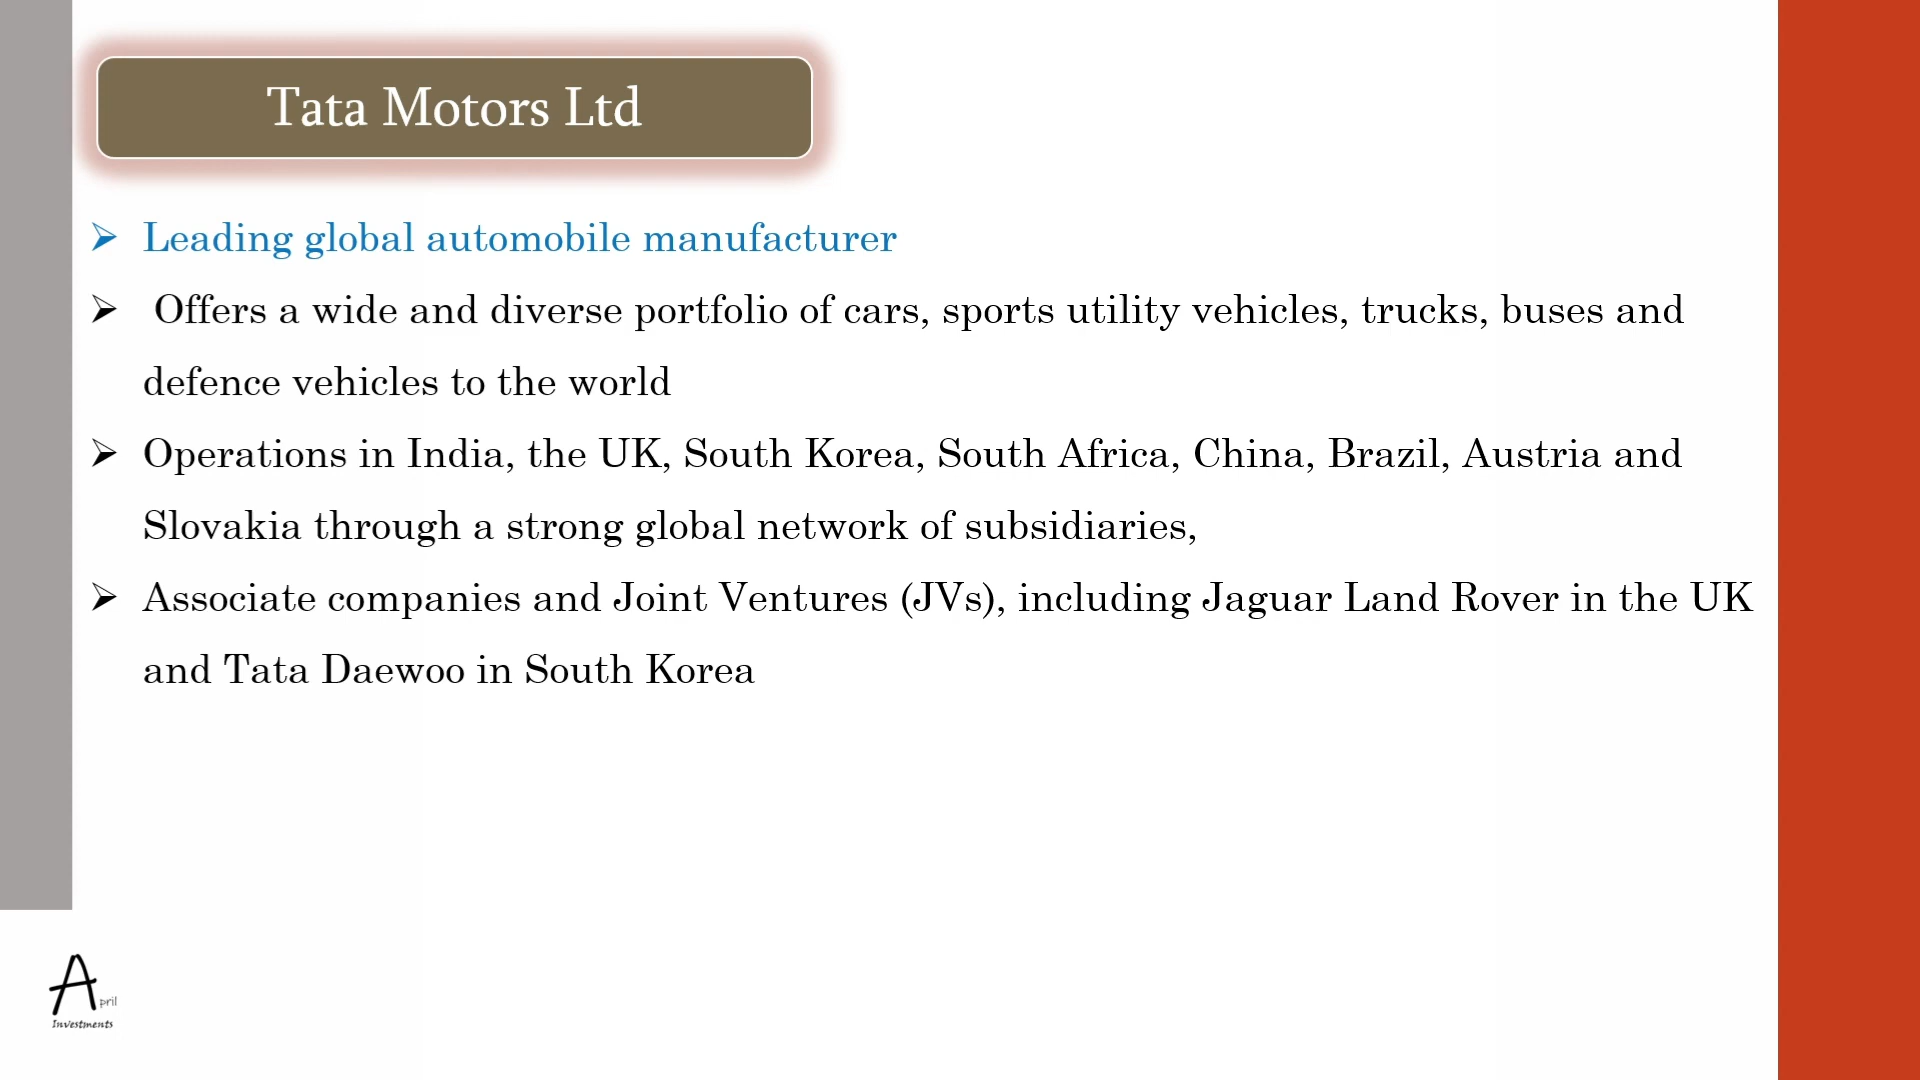 Tata Motors Ltd
➢ Leading global automobile manufacturer
➢ Offers a wide and diverse portfolio of cars, sports utility vehicles, trucks, buses and
defence vehicles to the world
➢ Operations in India, the UK, South Korea, South Africa, China, Brazil, Austria and
Slovakia through a strong global network of subsidiaries,
➢ Associate companies and Joint Ventures (JVs), including Jaguar Land Rover in the UK
and Tata Daewoo in South Korea
April
Investments